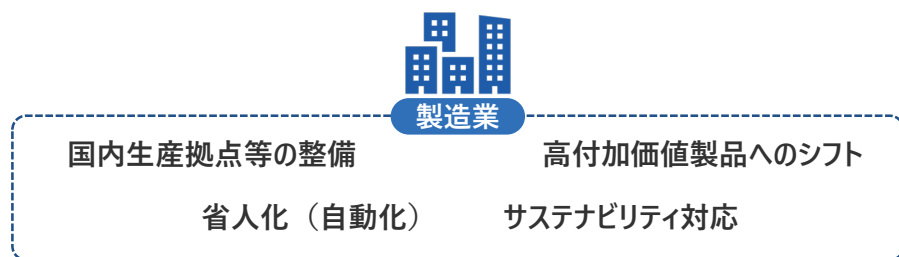 製造業
国内生産拠点等の整備 高付加価値製品へのシフト
省人化（自動化） サステナビリティ対応